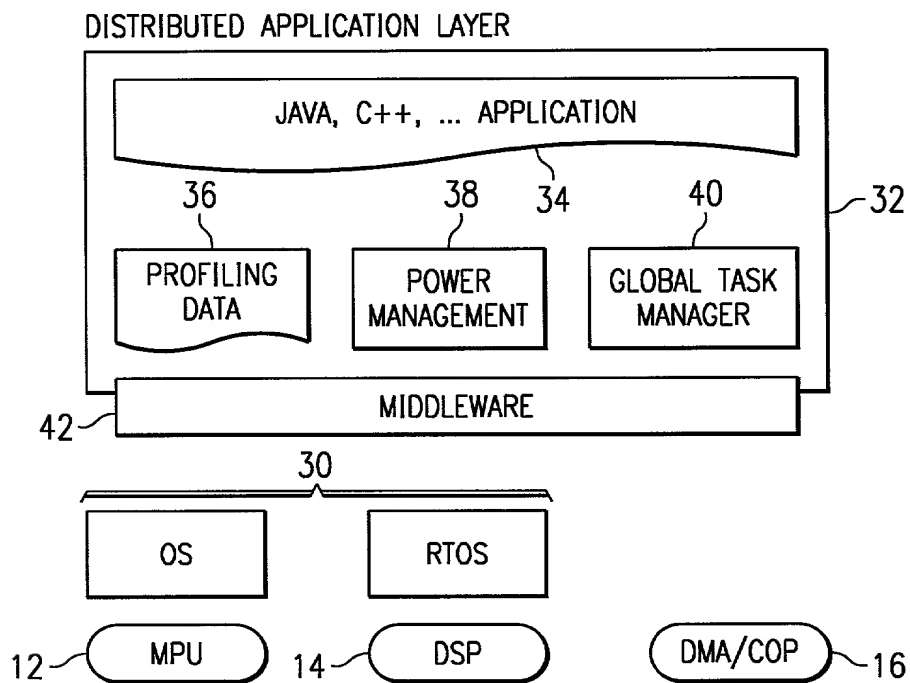 DISTRIBUTED APPLICATION LAYER
JAVA, C++, ... APPLICATION
36
38
34
40
32
PROFILING
DATA
POWER
MANAGEMENT
GLOBAL TASK
MANAGER
MIDDLEWARE
42
30
OS
RTOS
12
MPU
14
DSP
DMA/COP
16